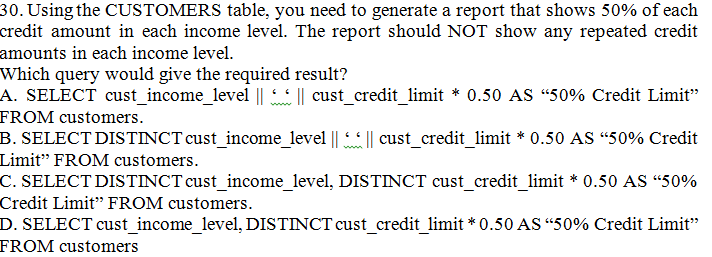 30. Using the CUSTOMERS table, you need to generate a report that shows 50% of each
credit amount in each income level. The report should NOT show any repeated credit
amounts in each income level.
Which query would give the required result?
A. SELECT cust_income_level || ‘ ‘ || cust_credit_limit * 0.50 AS “50% Credit Limit”
FROM customers.
B. SELECT DISTINCT cust_income_level || ‘ ‘ || cust_credit_limit * 0.50 AS “50% Credit
Limit” FROM customers.
C. SELECT DISTINCT cust_income_level, DISTINCT cust_credit_limit * 0.50 AS “50%
Credit Limit” FROM customers.
D. SELECT cust_income_level, DISTINCT cust_credit_limit * 0.50 AS “50% Credit Limit”
FROM customers